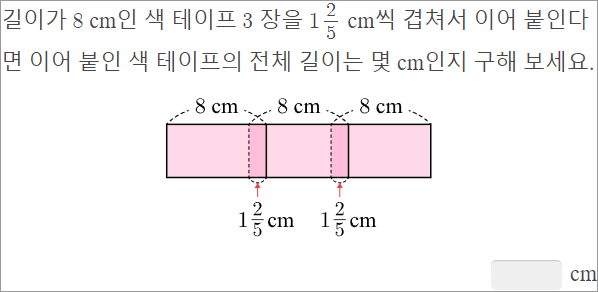 길이가 8 cm인 색 테이프 3 장을 1 2/5 cm씩 겹쳐서 이어 붙인다
면 이어 붙인 색 테이프의 전체 길이는 몇 cm인지 구해 보세요.
8 cm 8 cm 8 cm
1 2/5 cm 1 2/5 cm
cm